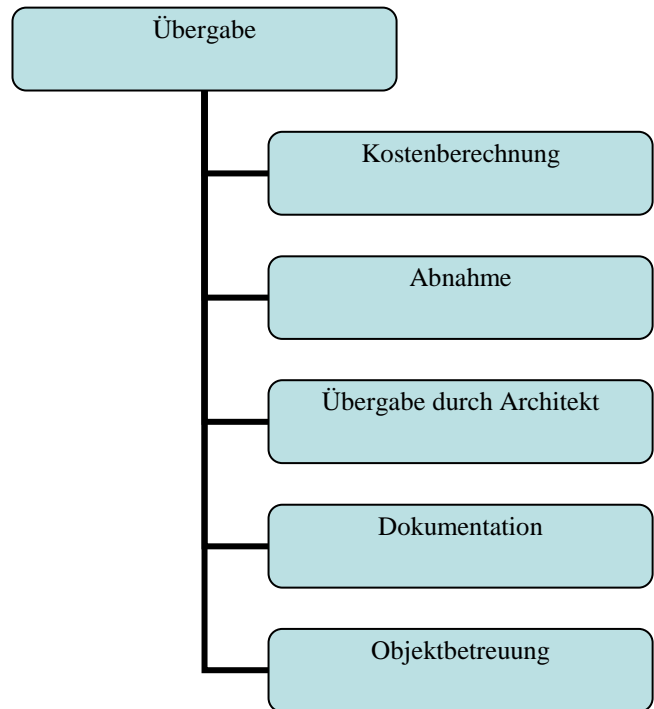 Übergabe
Kostenberechnung
Abnahme
Übergabe durch Architekt
Dokumentation
Objektbetreuung